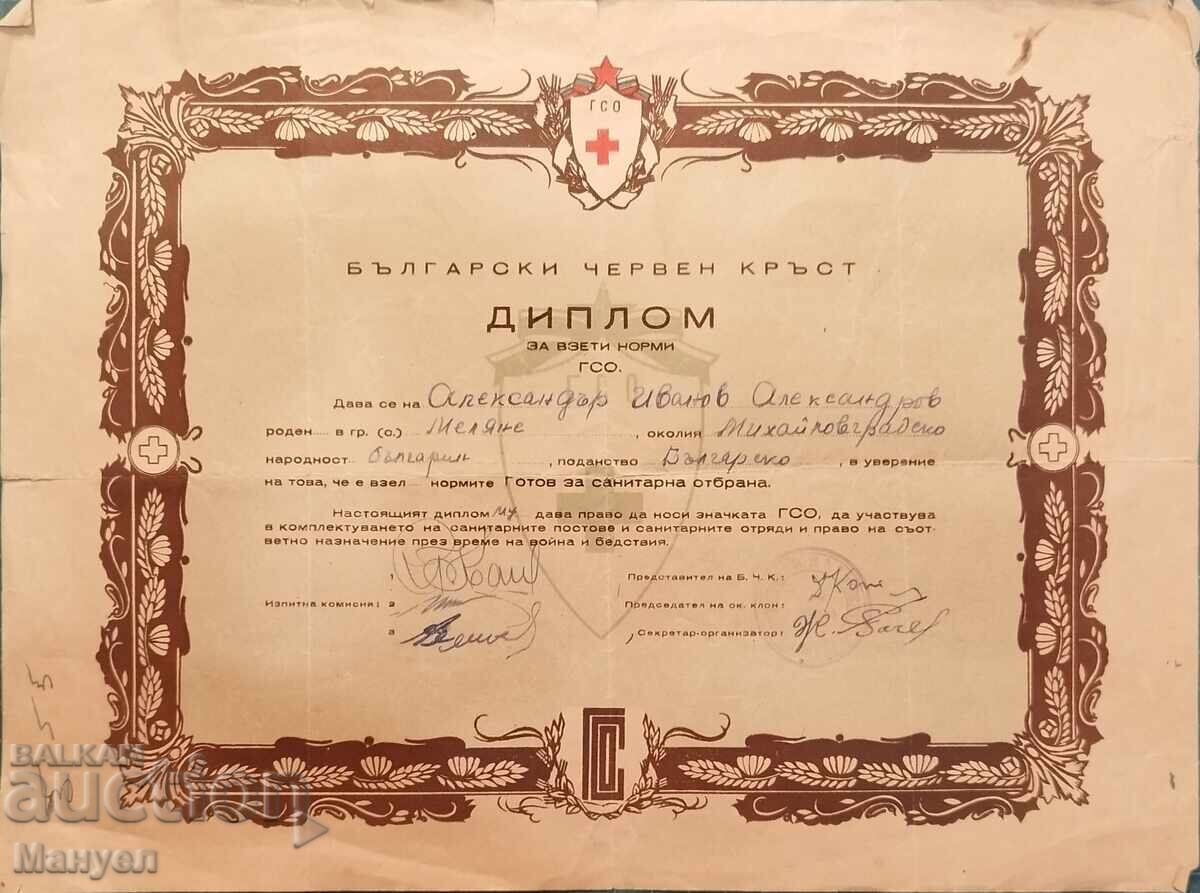 ГСО
БЪЛГАРСКИ ЧЕРВЕН КРЪСТ
ДИПЛОМ
ЗА ВЗЕТИ НОРМИ
ГСО.
Дава се на Александър Иванов Александров
роден в гр. (с.) Меляне, околия Михайловградско
народност българин, поданство Българско, в уверение
на това, че е взел нормите Готов за санитарна отбрана.
Настоящият диплом му дава право да носи значката ГСО, да участвува
в комплектуването на санитарните постове и санитарните отряди и право на съот-
ветно назначение през време на война и бедствия.
Представител на Б. Ч. К.:
Изпитна комисия: 2
Председател на ок. клон:
3
Секретар-организатор:
ГСО
BALKAN
auction
Мануел